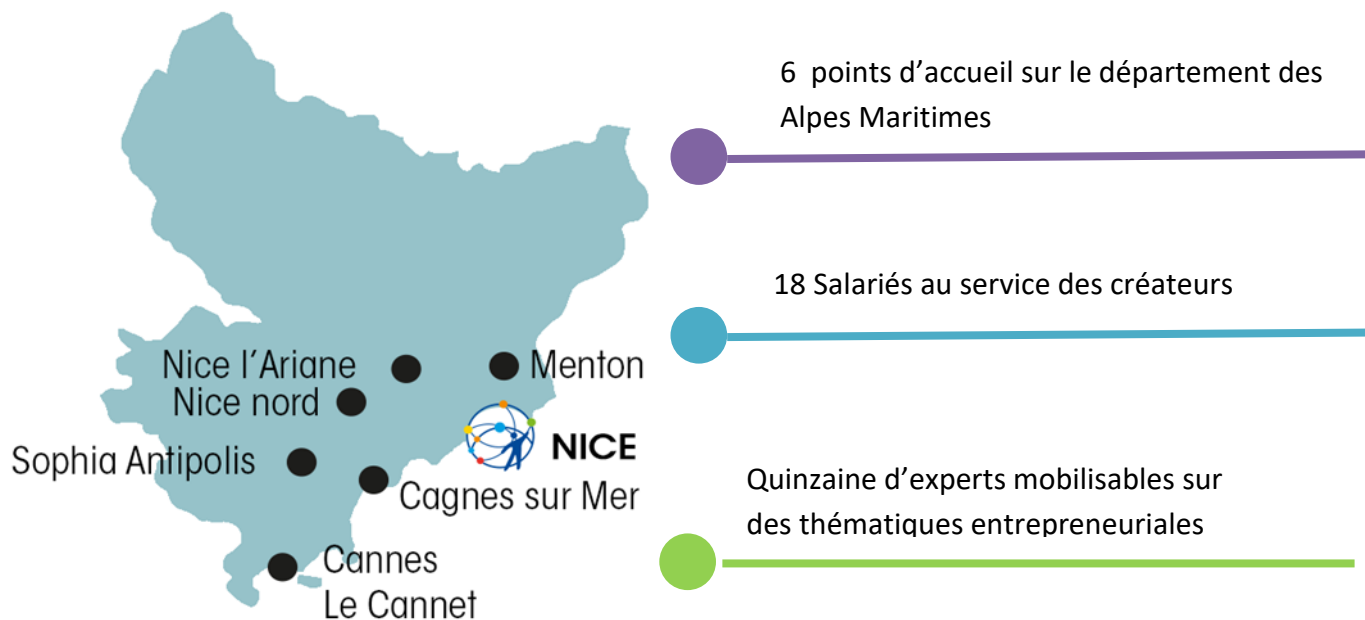 6 points d’accueil sur le département des
Alpes Maritimes
18 Salariés au service des créateurs
Quinzaine d’experts mobilisables sur
des thématiques entrepreneuriales
Nice l’Ariane
Menton
Nice nord
NICE
Sophia Antipolis
Cagnes sur Mer
Cannes
Le Cannet